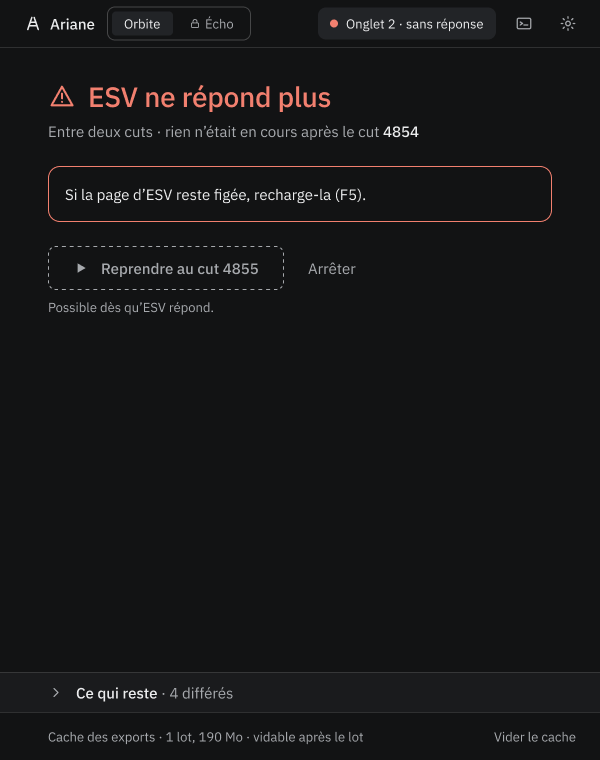 Ariane
Orbite
Écho
Onglet 2 · sans réponse
ESV ne répond plus
Entre deux cuts · rien n’était en cours après le cut 4854
Si la page d’ESV reste figée, recharge-la (F5).
Reprendre au cut 4855
Arrêter
Possible dès qu’ESV répond.
Ce qui reste · 4 différés
Cache des exports · 1 lot, 190 Mo · vidable après le lot
Vider le cache